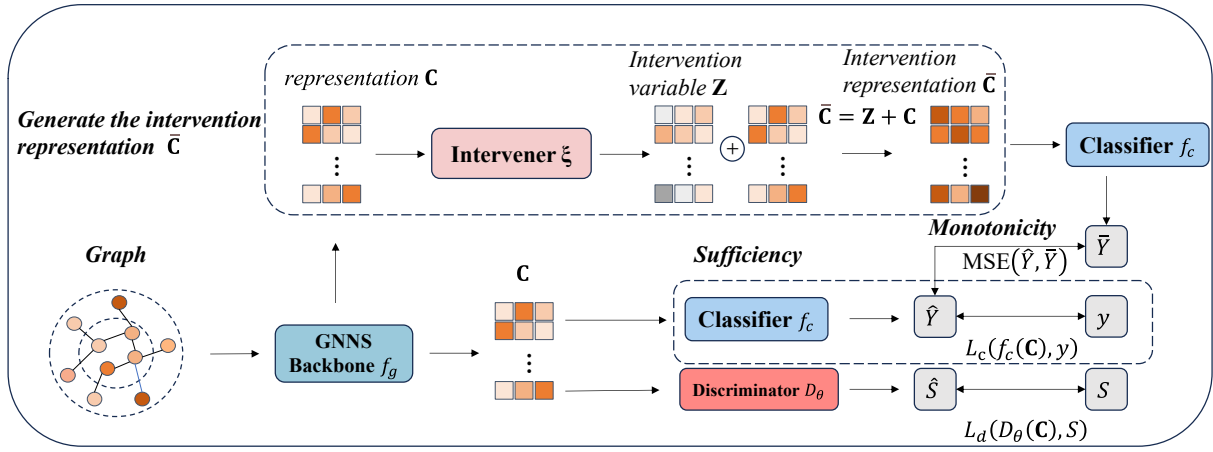 Generate the intervention
representation C̄
representation C
Intervener ξ
Intervention
variable Z
+
C̄ = Z + C
Intervention
representation C̄
Classifier f_c
Monotonicity
MSE(Ŷ, Ȳ)
Ȳ
Graph
GNNS
Backbone f_g
C
Sufficiency
Classifier f_c
Ŷ
y
L_c(f_c(C), y)
Discriminator D_θ
Ŝ
S
L_d(D_θ(C), S)